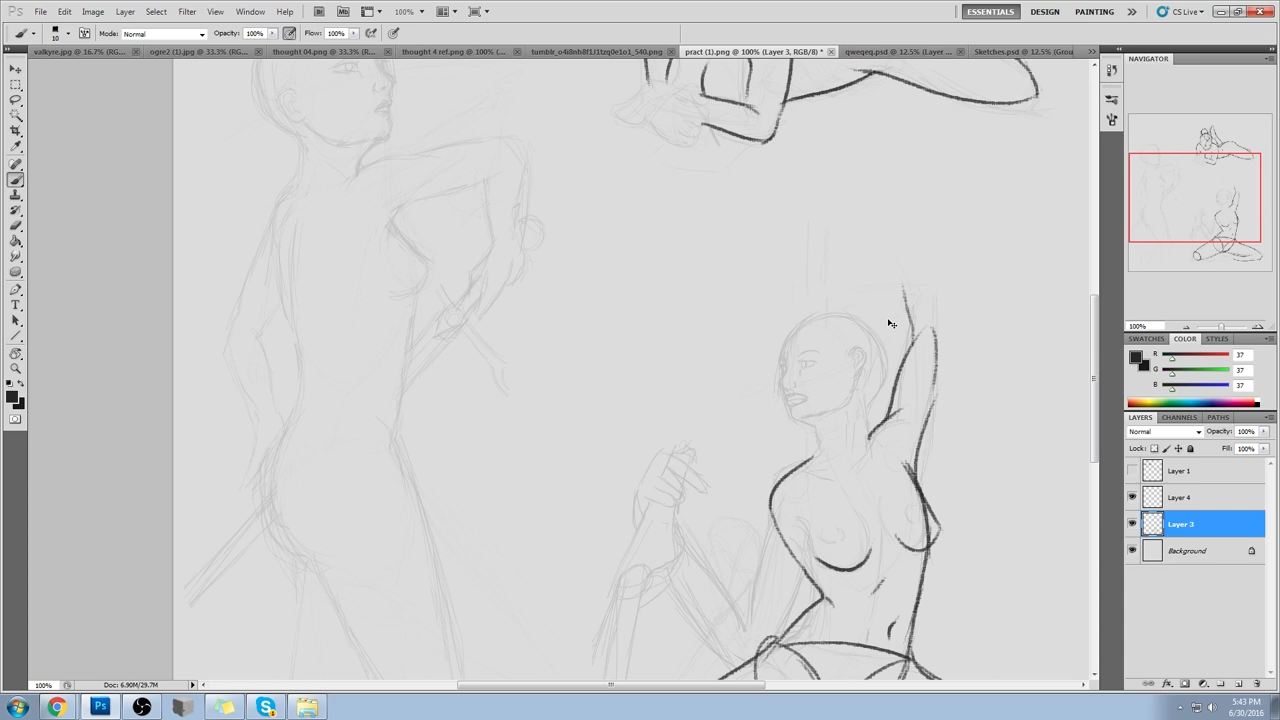 Ps File Edit Image Layer Select Filter View Window Help Mb 100% ESSENTIALS DESIGN PAINTING CS Live
10 Mode: Normal Opacity: 100% Flow: 100%
valkyre.jpg @ 16.7% (RG... ogre2 (1).jpg @ 33.3% (RG... thought 04.png @ 33.3% (R... thought 4 ref.png @ 100% (... tumblr_o4i8nh8f1J1tzq0e1o1_540.png pract (1).png @ 100% (Layer 3, RGB/8) * qweqeq.psd @ 12.5% (Layer ... Sketches.psd @ 12.5% (Grou
NAVIGATOR
100%
SWATCHES COLOR STYLES
R 37
G 37
B 37
LAYERS CHANNELS PATHS
Normal Opacity: 100%
Lock: Fill: 100%
Layer 1
Layer 4
Layer 3
Background
100% Doc: 6.90M/29.7M
Ps
5:43 PM
6/30/2016